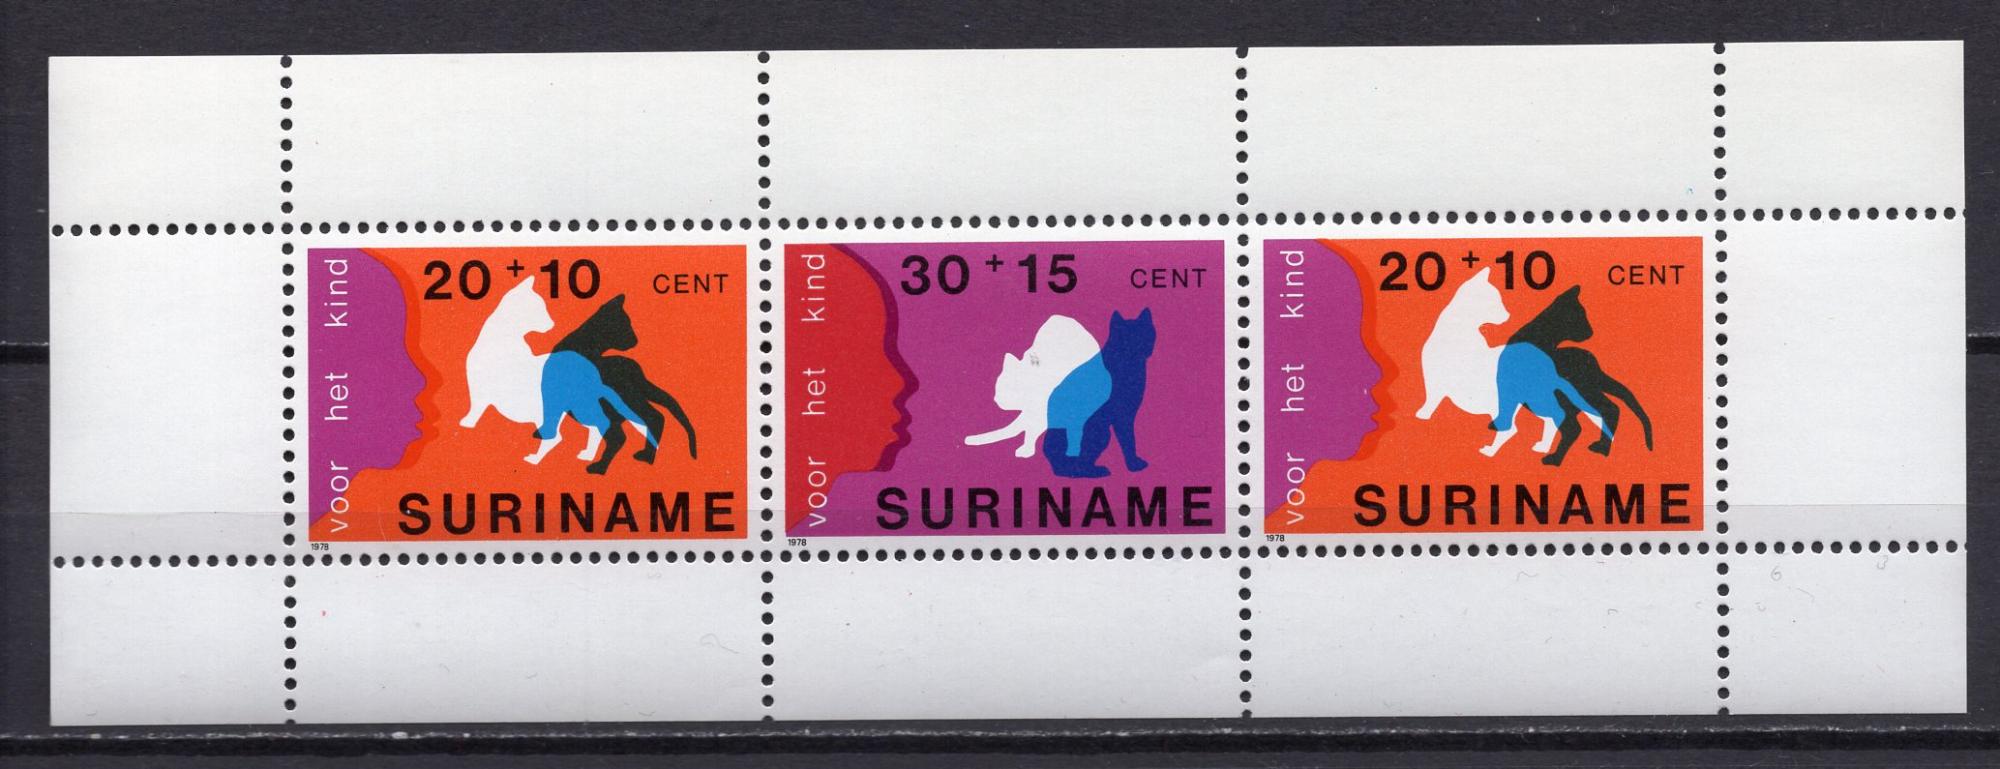 voor het kind
20 + 10 CENT
SURINAME
1978
voor het kind
30 + 15 CENT
SURINAME
1978
voor het kind
20 + 10 CENT
SURINAME
1978